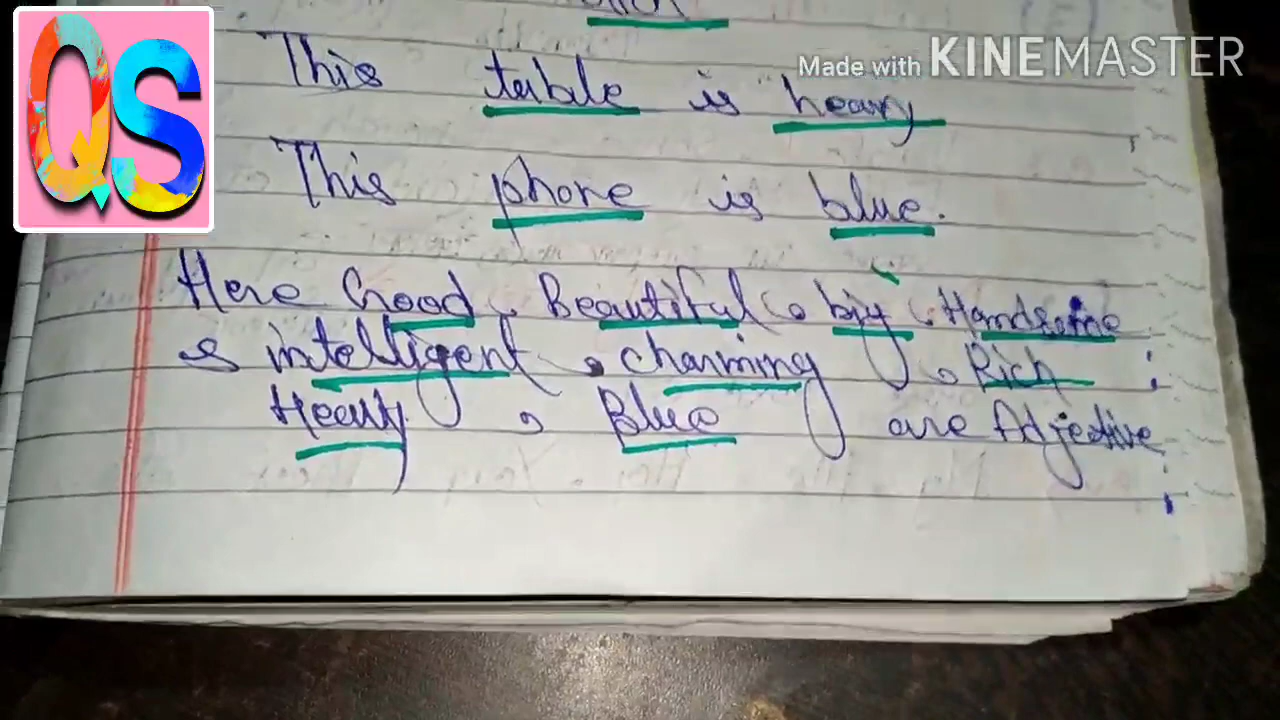 QS
Made with KINEMASTER
This table is heavy
This phone is blue.
Here Good, Beautiful, big, Handsome
& intelligent, charming, Rich
Heavy, Blue are Adjective